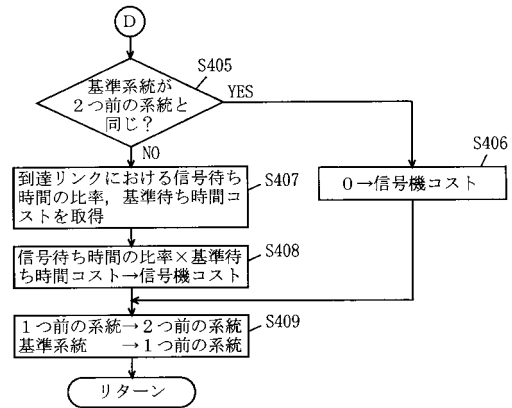 D
S405
基準系統が
2つ前の系統と
同じ?
YES
NO
S406
0→信号機コスト
S407
到達リンクにおける信号待ち
時間の比率,基準待ち時間コ
ストを取得
S408
信号待ち時間の比率×基準待
ち時間コスト→信号機コスト
S409
1つ前の系統→2つ前の系統
基準系統 →1つ前の系統
リターン